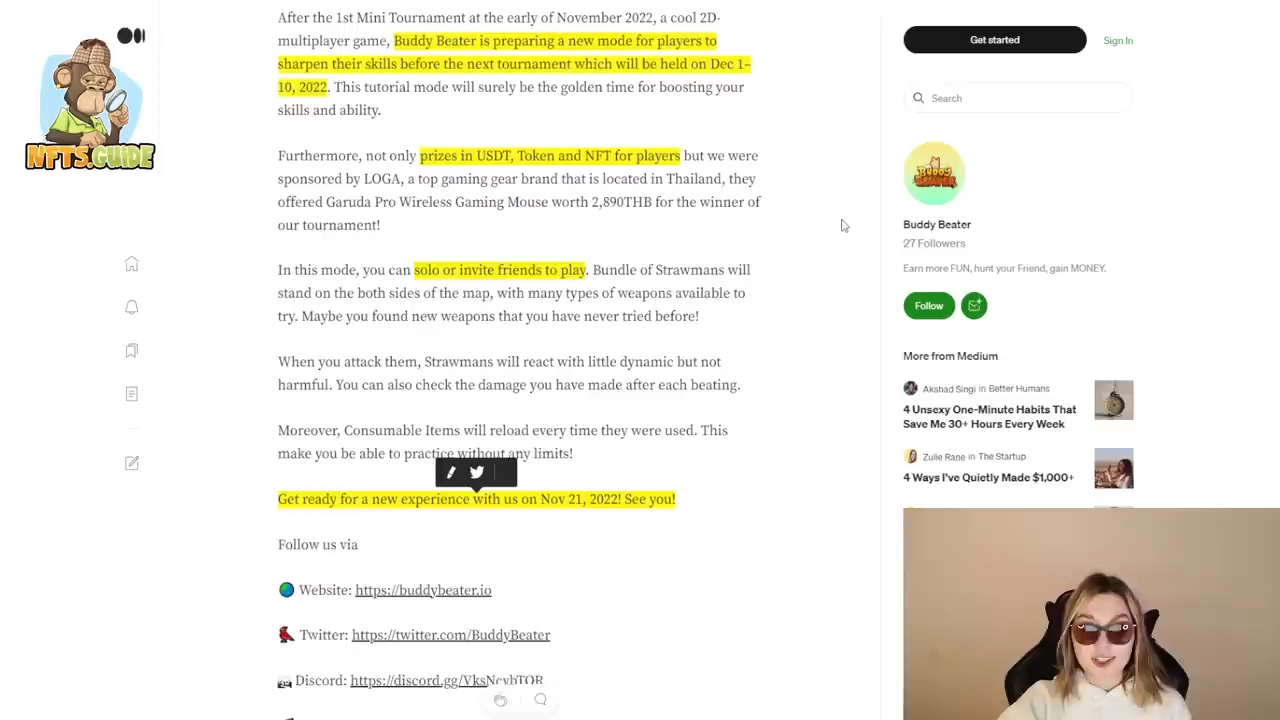 After the 1st Mini Tournament at the early of November 2022, a cool 2D-
multiplayer game, Buddy Beater is preparing a new mode for players to
sharpen their skills before the next tournament which will be held on Dec 1–
10, 2022. This tutorial mode will surely be the golden time for boosting your
skills and ability.
Furthermore, not only prizes in USDT, Token and NFT for players but we were
sponsored by LOGA, a top gaming gear brand that is located in Thailand, they
offered Garuda Pro Wireless Gaming Mouse worth 2,890THB for the winner of
our tournament!
In this mode, you can solo or invite friends to play. Bundle of Strawmans will
stand on the both sides of the map, with many types of weapons available to
try. Maybe you found new weapons that you have never tried before!
When you attack them, Strawmans will react with little dynamic but not
harmful. You can also check the damage you have made after each beating.
Moreover, Consumable Items will reload every time they were used. This
make you be able to practice without any limits!
Get ready for a new experience with us on Nov 21, 2022! See you!
Follow us via
Website: https://buddybeater.io
Twitter: https://twitter.com/BuddyBeater
Discord:
NFTS.GUIDE
Get started
Sign In
Search
BUDDY BEATER
Buddy Beater
27 Followers
Earn more FUN, hunt your Friend, gain MONEY.
Follow
More from Medium
Akshad Singi in Better Humans
4 Unsexy One-Minute Habits That
Save Me 30+ Hours Every Week
Zulie Rane in The Startup
4 Ways I've Quietly Made $1,000+